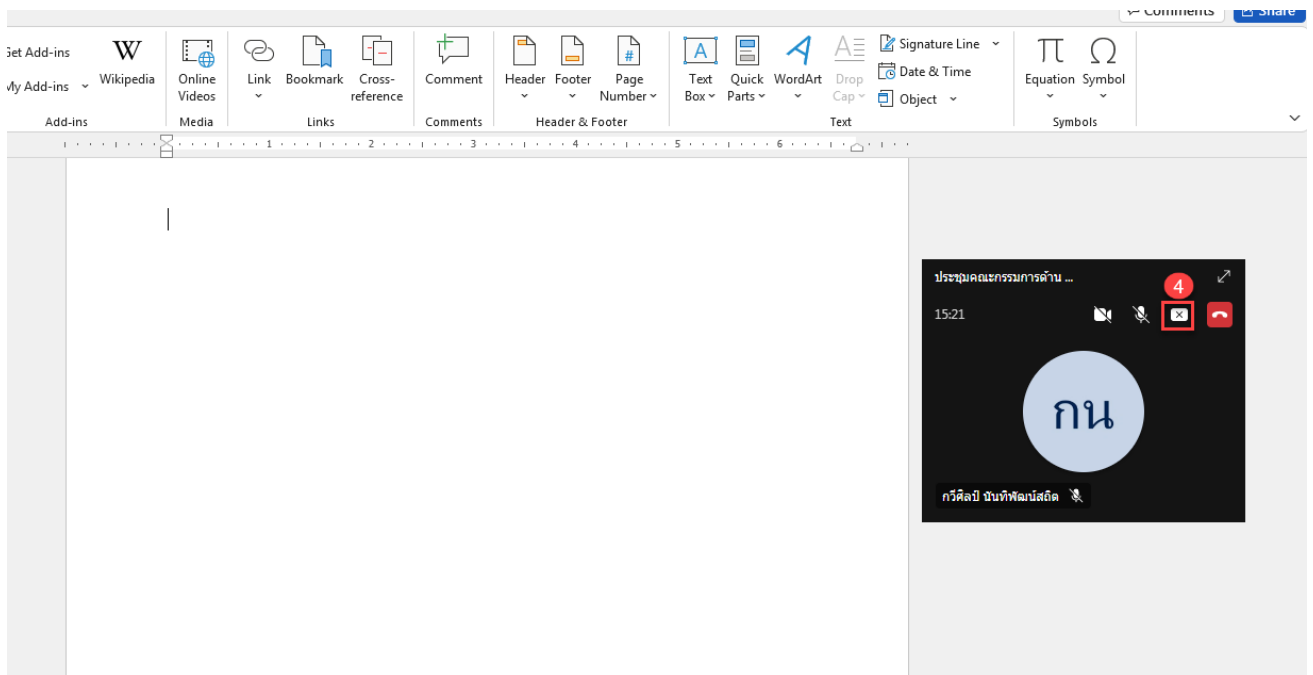 Comments Share
Get Add-ins
My Add-ins
W
Wikipedia
Add-ins
Online
Videos
Media
Link
Bookmark
Cross-
reference
Links
Comment
Comments
Header
Footer
#
Page
Number
Header & Footer
A
Text
Box
Quick
Parts
A
WordArt
A
Drop
Cap
Signature Line
Date & Time
Object
Text
π
Equation
Ω
Symbol
Symbols
1 2 3 4 5 6
ประชุมคณะกรรมการด้าน ...
4
15:21
กน
กวีศิลป์ นันทิพัฒน์สถิต